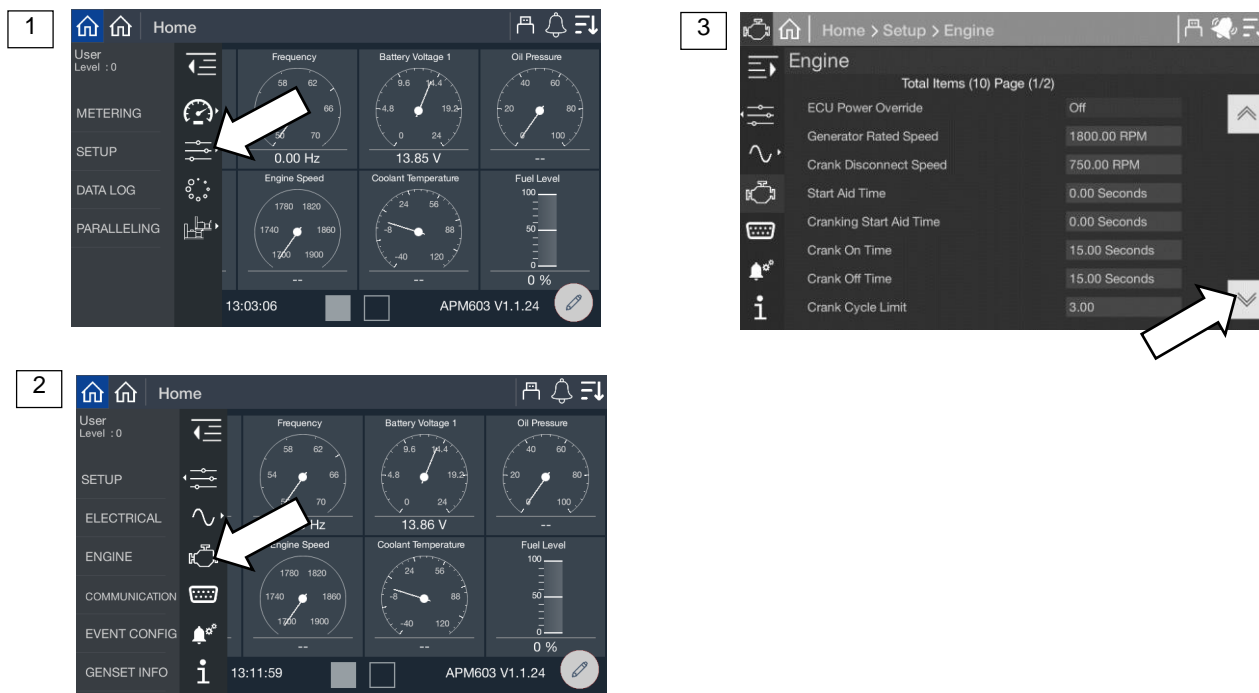 1
Home
User
Level : 0
METERING
SETUP
DATA LOG
PARALLELING
Frequency
58 62
66
50 70
0.00 Hz
Battery Voltage 1
9.6 14.4
4.8 19.2
0 24
13.85 V
Oil Pressure
40 60
20 80
0 100
--
Engine Speed
1780 1820
1740 1860
1700 1900
--
Coolant Temperature
24 56
-8 88
-40 120
--
Fuel Level
100
50
0
0 %
13:03:06
APM603 V1.1.24
2
Home
User
Level : 0
SETUP
ELECTRICAL
ENGINE
COMMUNICATION
EVENT CONFIG
GENSET INFO
Frequency
58 62
54 66
70
Hz
Battery Voltage 1
9.6 14.4
4.8 19.2
0 24
13.86 V
Oil Pressure
40 60
20 80
0 100
--
Engine Speed
1780 1820
1740 1860
1700 1900
--
Coolant Temperature
24 56
-8 88
-40 120
--
Fuel Level
100
50
0
0 %
13:11:59
APM603 V1.1.24
3
Home > Setup > Engine
Engine
Total Items (10) Page (1/2)
ECU Power Override Off
Generator Rated Speed 1800.00 RPM
Crank Disconnect Speed 750.00 RPM
Start Aid Time 0.00 Seconds
Cranking Start Aid Time 0.00 Seconds
Crank On Time 15.00 Seconds
Crank Off Time 15.00 Seconds
Crank Cycle Limit 3.00